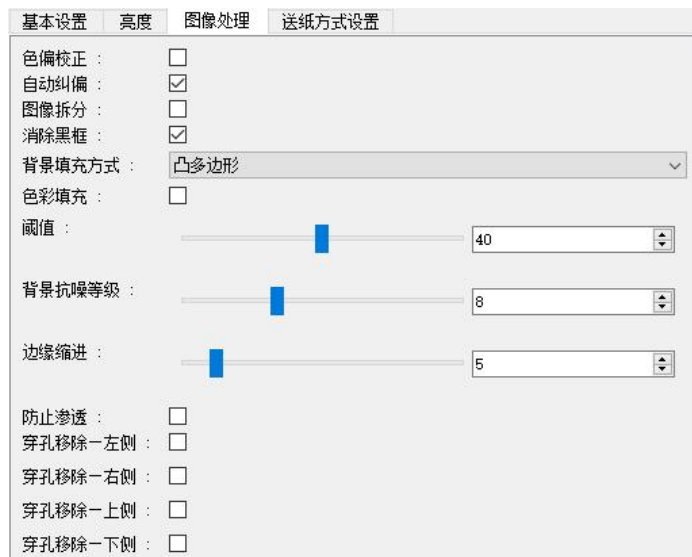 基本设置 亮度 图像处理 送纸方式设置
色偏校正 :
自动纠偏 :
图像拆分 :
消除黑框 :
背景填充方式 : 凸多边形
色彩填充 :
阈值 : 40
背景抗噪等级 : 8
边缘缩进 : 5
防止渗透 :
穿孔移除一左侧 :
穿孔移除一右侧 :
穿孔移除一上侧 :
穿孔移除一下侧 :